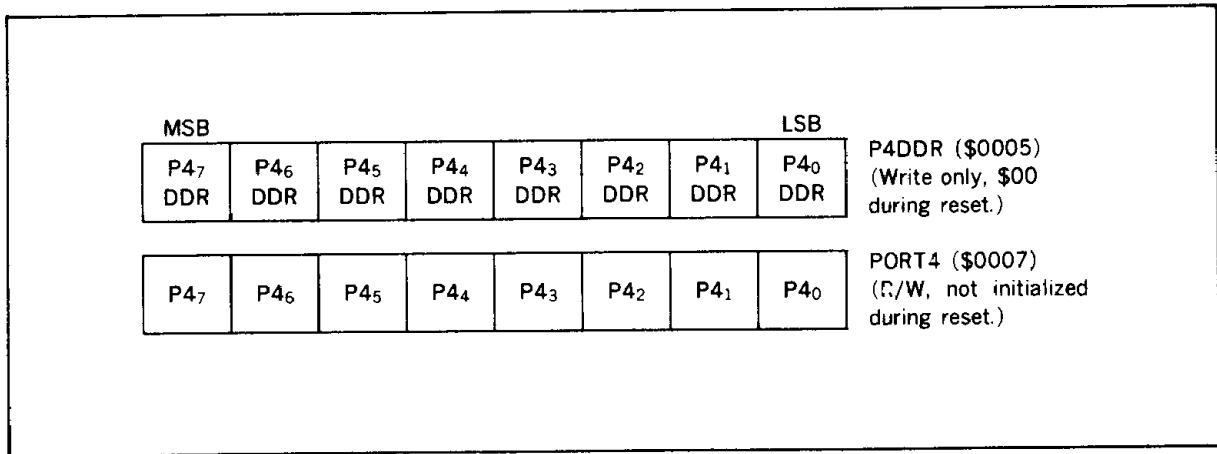 MSB LSB
P4₇ DDR P4₆ DDR P4₅ DDR P4₄ DDR P4₃ DDR P4₂ DDR P4₁ DDR P4₀ DDR
P4DDR ($0005)
(Write only, $00
during reset.)
P4₇ P4₆ P4₅ P4₄ P4₃ P4₂ P4₁ P4₀
PORT4 ($0007)
(R/W, not initialized
during reset.)